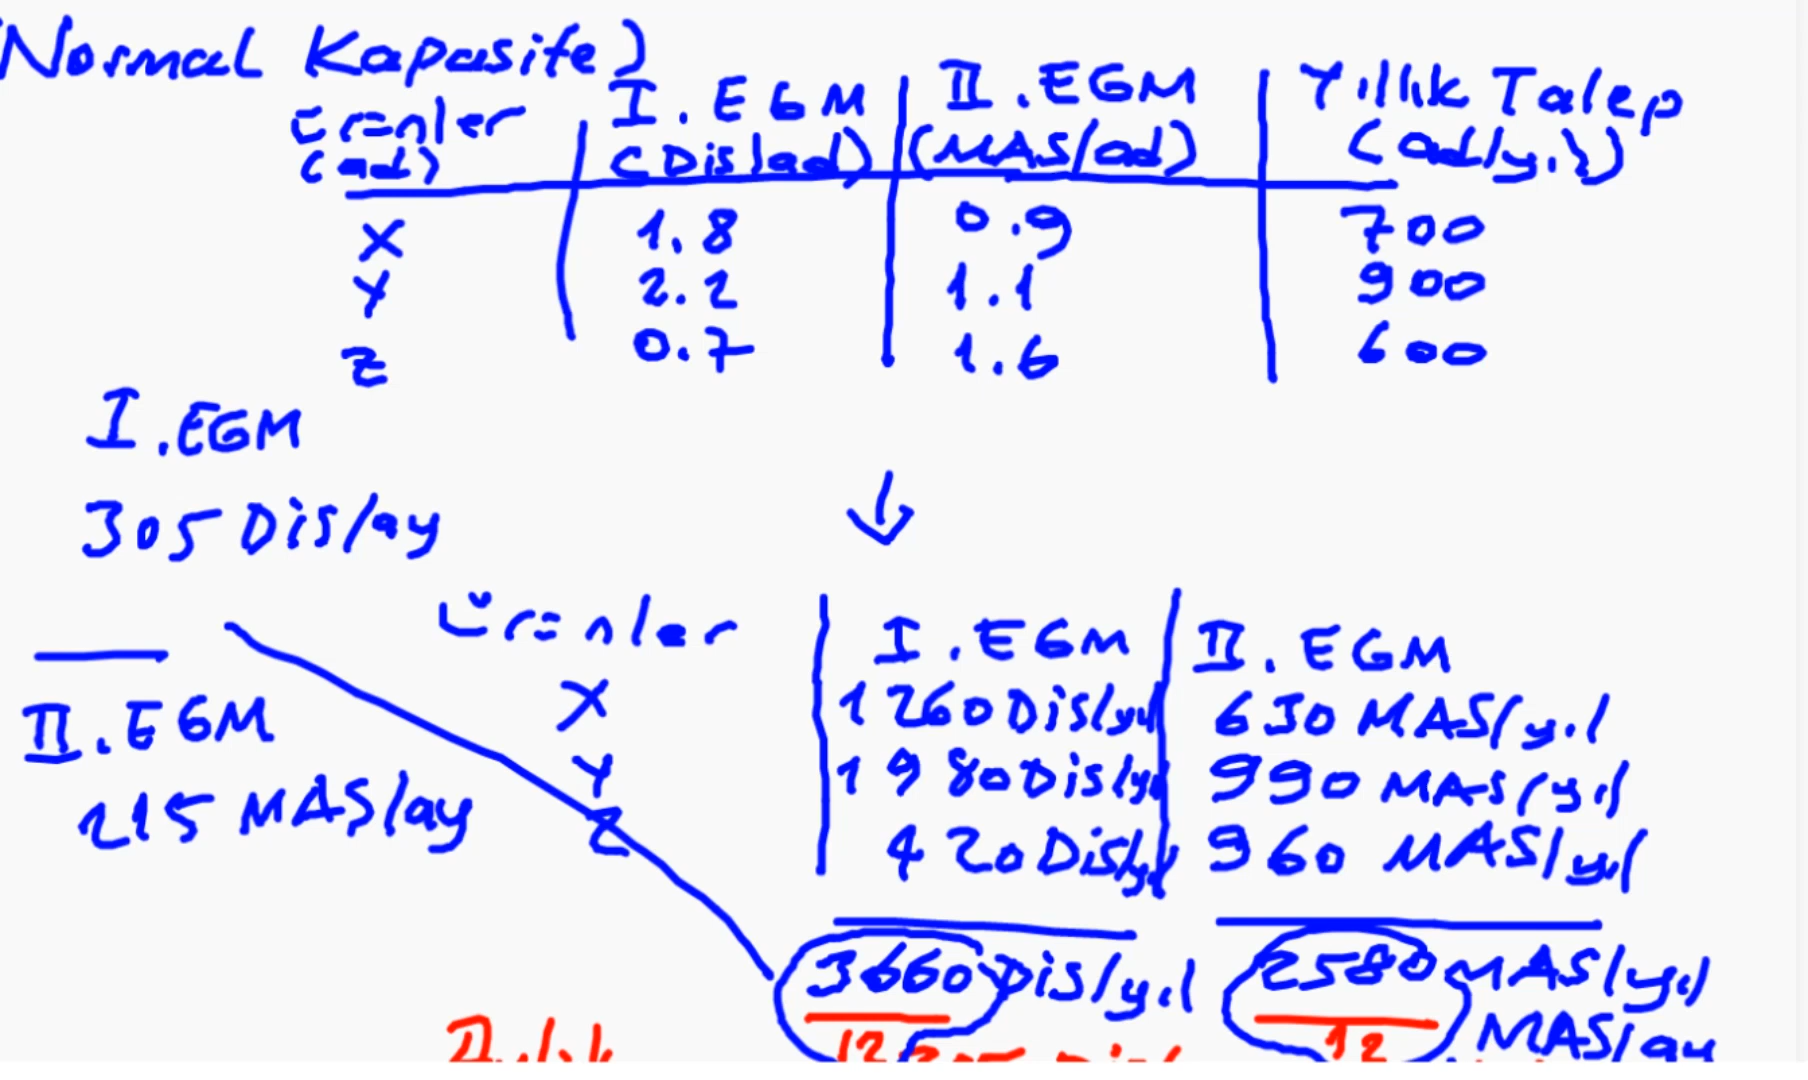 (Normal Kapasite)
Ürünler I. EGM II. EGM Yıllık Talep
(ad) (Dis/ad) (MAS/ad) (ad/yıl)
X 1.8 0.9 700
Y 2.2 1.1 900
Z 0.7 1.6 600
I. EGM
305 Dis/ay
Ürünler I. EGM II. EGM
X 1260 Dis/yıl 630 MAS/yıl
II. EGM
Y 1980 Dis/yıl 990 MAS/yıl
215 MAS/ay
Z 420 Dis/yıl 960 MAS/yıl
3660 Dis/yıl 2580 MAS/yıl
12 12 MAS/ay